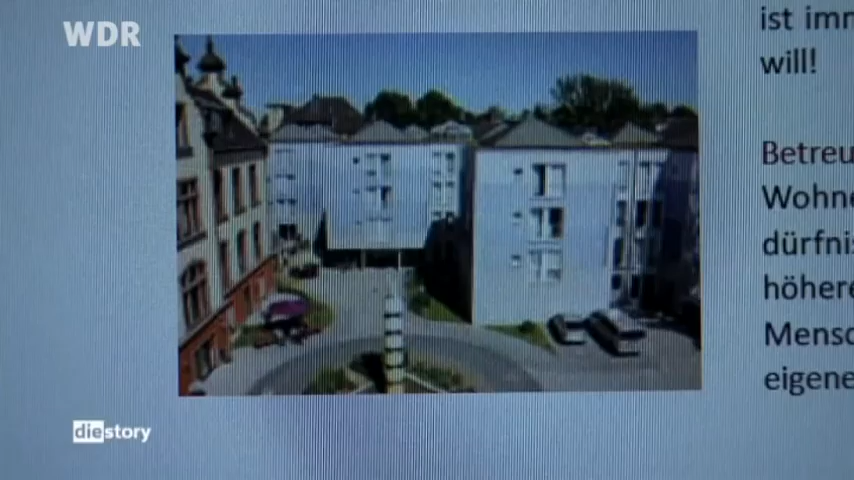 WDR
ist imm
will!
Betreu
Wohne
dürfnis
höhere
Mensc
eigene
diestory